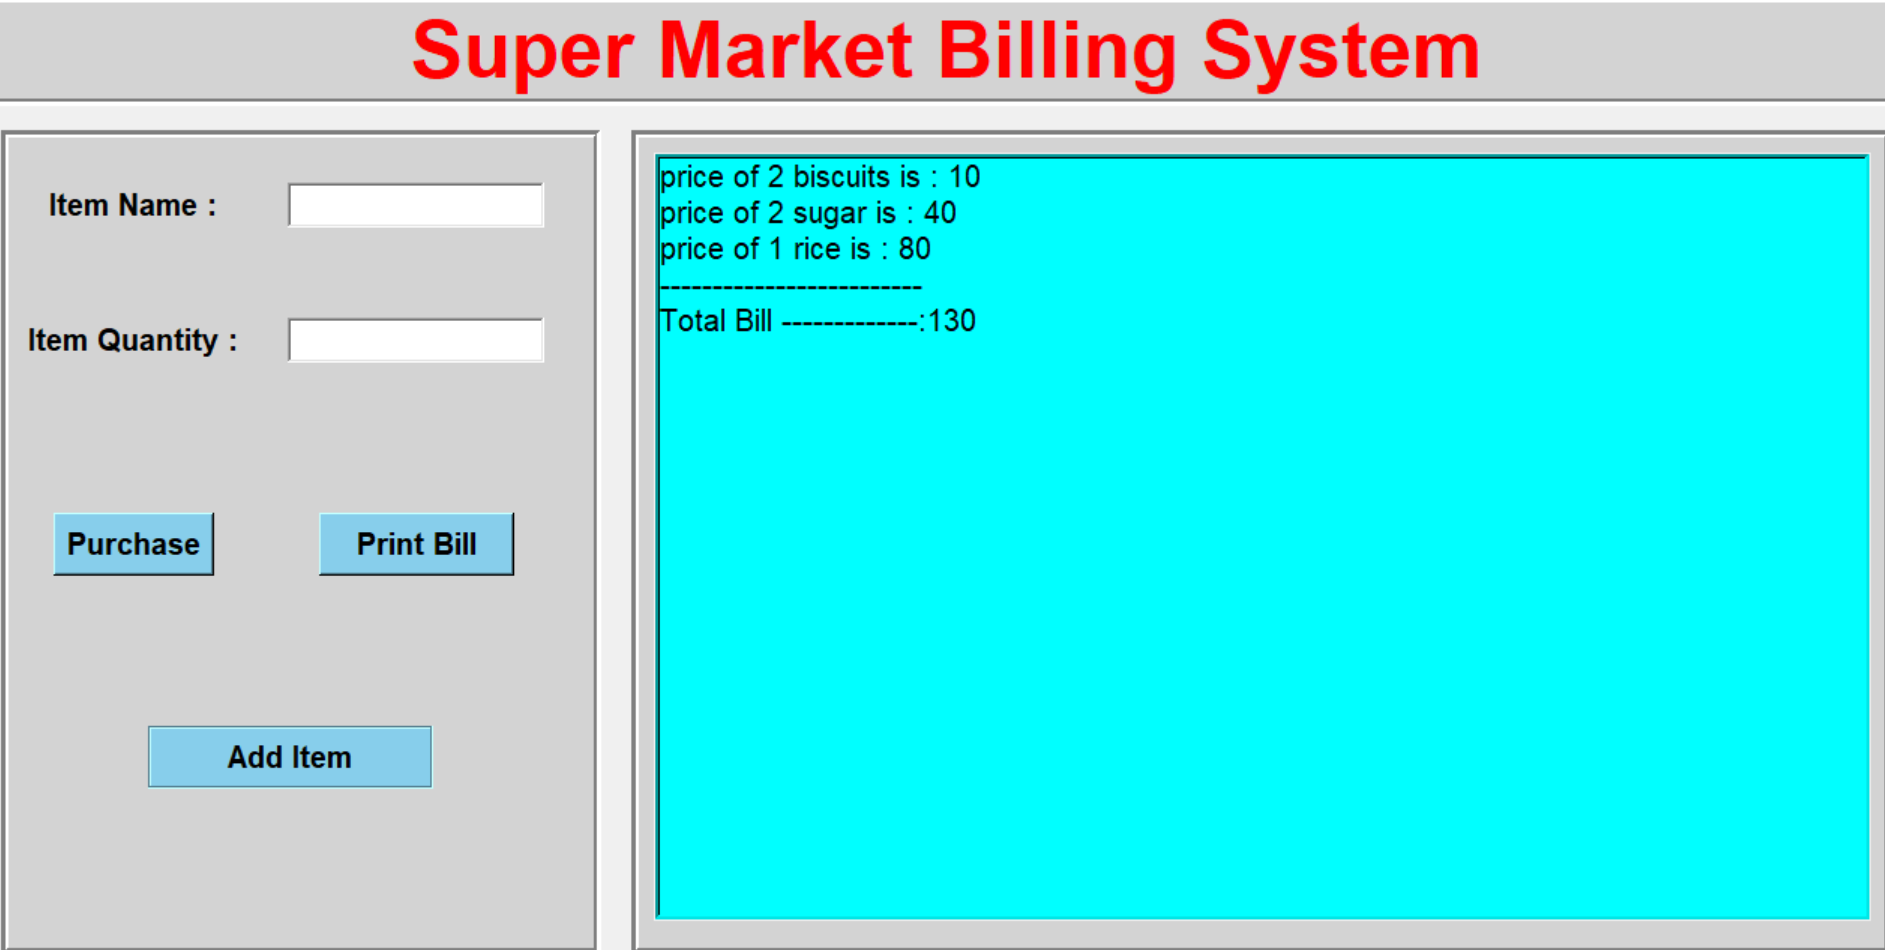 Super Market Billing System
Item Name :
Item Quantity :
Purchase
Print Bill
Add Item
price of 2 biscuits is : 10
price of 2 sugar is : 40
price of 1 rice is : 80
-------------------------
Total Bill -------------:130